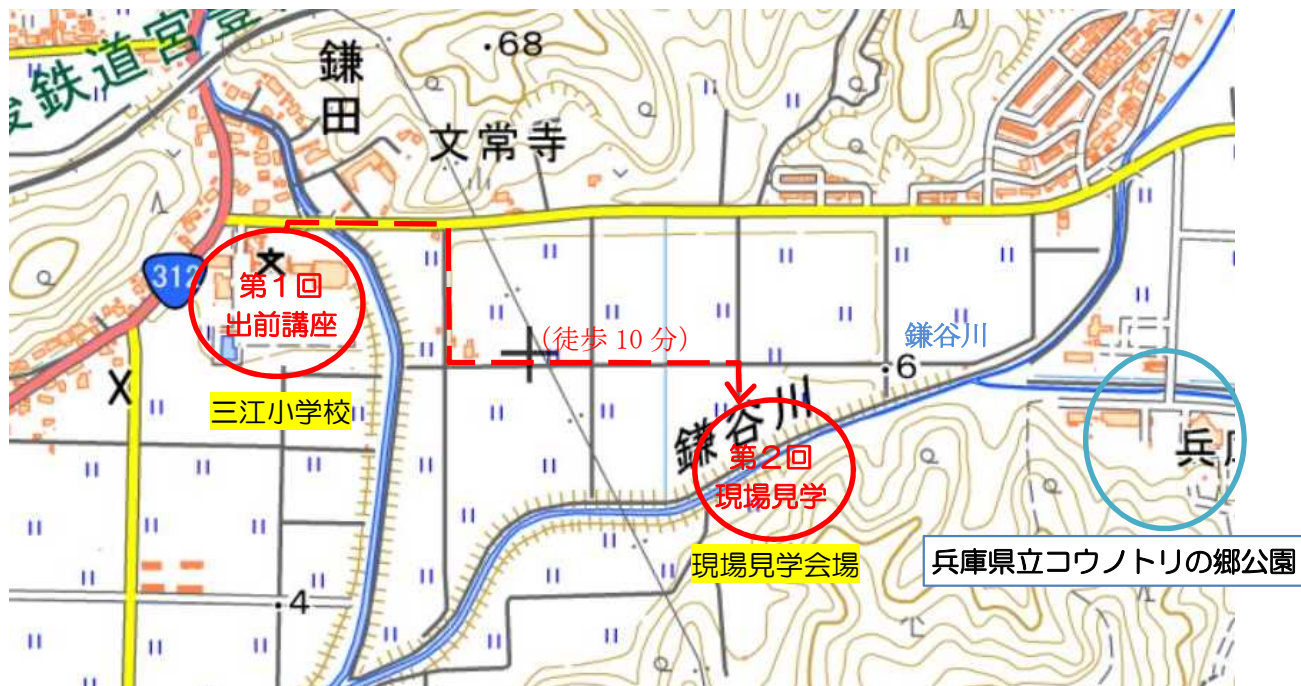 鉄道宮豊
鎌田
・68
文常寺
312
第1回
出前講座
(徒歩 10 分)
鎌谷川
・6
三江小学校
鎌谷川
第2回
現場見学
現場見学会場
兵庫県立コウノトリの郷公園
兵
・4